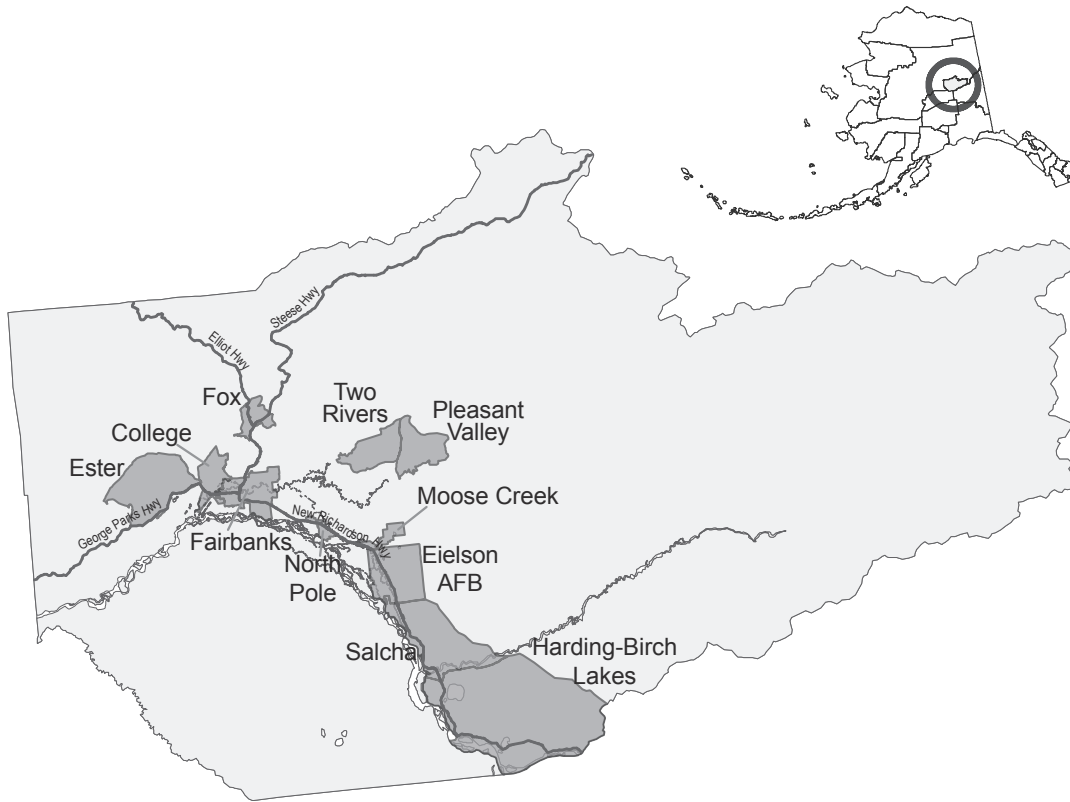 Steese Hwy
Elliot Hwy
Fox
Two
Rivers
Pleasant
Valley
College
Ester
Moose Creek
George Parks Hwy
New Richardson Hwy
Fairbanks
North
Pole
Eielson
AFB
Salcha
Harding-Birch
Lakes